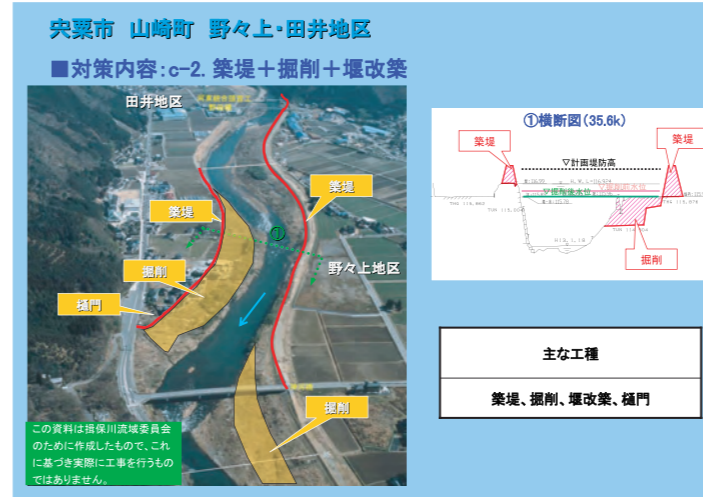 宍粟市 山崎町 野々上・田井地区
■対策内容:c-2. 築堤+掘削+堰改築
田井地区
築堤
築堤
①
掘削
野々上地区
樋門
掘削
この資料は揖保川流域委員会
のために作成したもので、これ
に基づき実際に工事を行うもの
ではありません。
①横断図(35.6k)
築堤
築堤
▽計画堤防高
▽掘削後水位
掘削
主な工種
築堤、掘削、堰改築、樋門